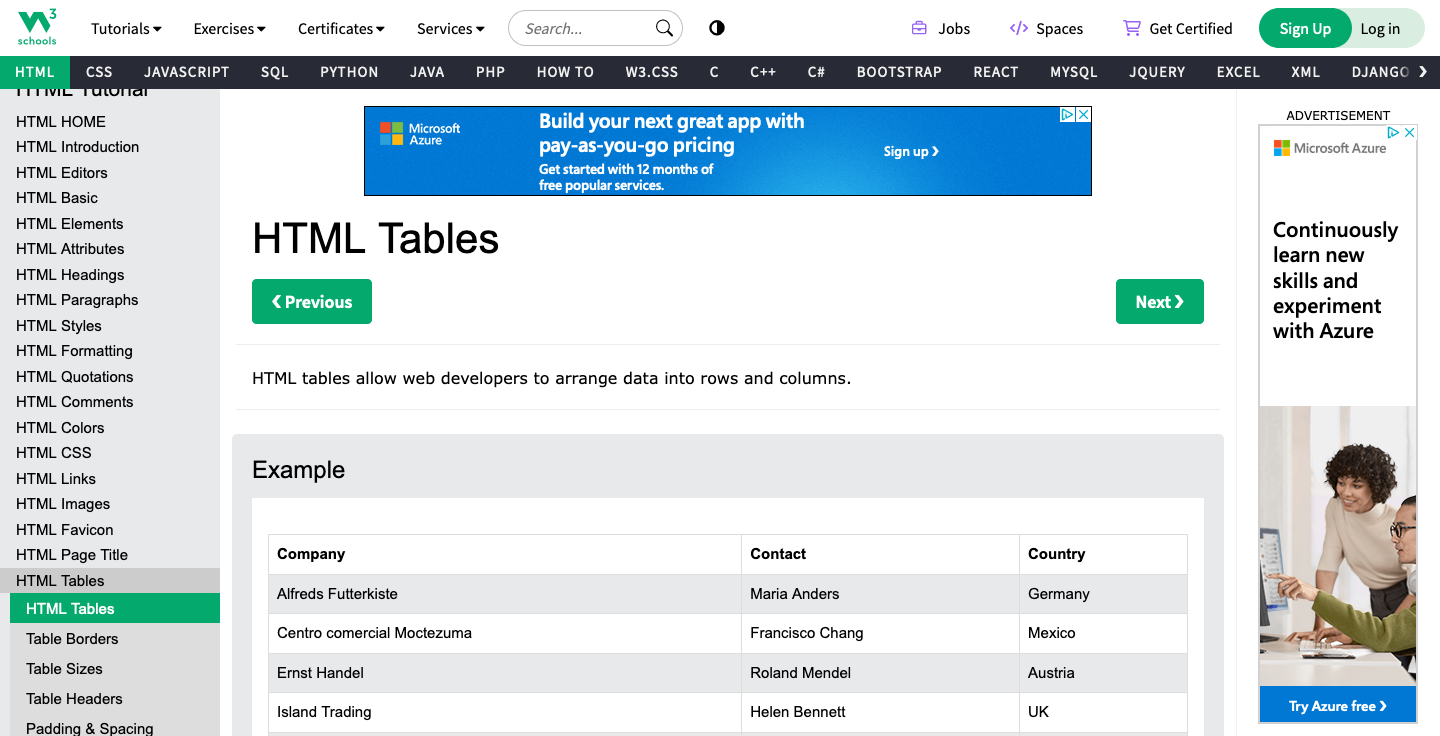 W3 schools
Tutorials Exercises Certificates Services Search... Jobs Spaces Get Certified Sign Up Log in
HTML CSS JAVASCRIPT SQL PYTHON JAVA PHP HOW TO W3.CSS C C++ C# BOOTSTRAP REACT MYSQL JQUERY EXCEL XML DJANGO ❯
HTML Tutorial
HTML HOME
HTML Introduction
HTML Editors
HTML Basic
HTML Elements
HTML Attributes
HTML Headings
HTML Paragraphs
HTML Styles
HTML Formatting
HTML Quotations
HTML Comments
HTML Colors
HTML CSS
HTML Links
HTML Images
HTML Favicon
HTML Page Title
HTML Tables
HTML Tables
Table Borders
Table Sizes
Table Headers
Padding & Spacing
Microsoft
Azure
Build your next great app with
pay-as-you-go pricing
Get started with 12 months of
free popular services.
Sign up ❯
HTML Tables
❮ Previous
Next ❯
HTML tables allow web developers to arrange data into rows and columns.
Example
Company Contact Country
Alfreds Futterkiste Maria Anders Germany
Centro comercial Moctezuma Francisco Chang Mexico
Ernst Handel Roland Mendel Austria
Island Trading Helen Bennett UK
ADVERTISEMENT
Microsoft Azure
Continuously
learn new
skills and
experiment
with Azure
Try Azure free ❯